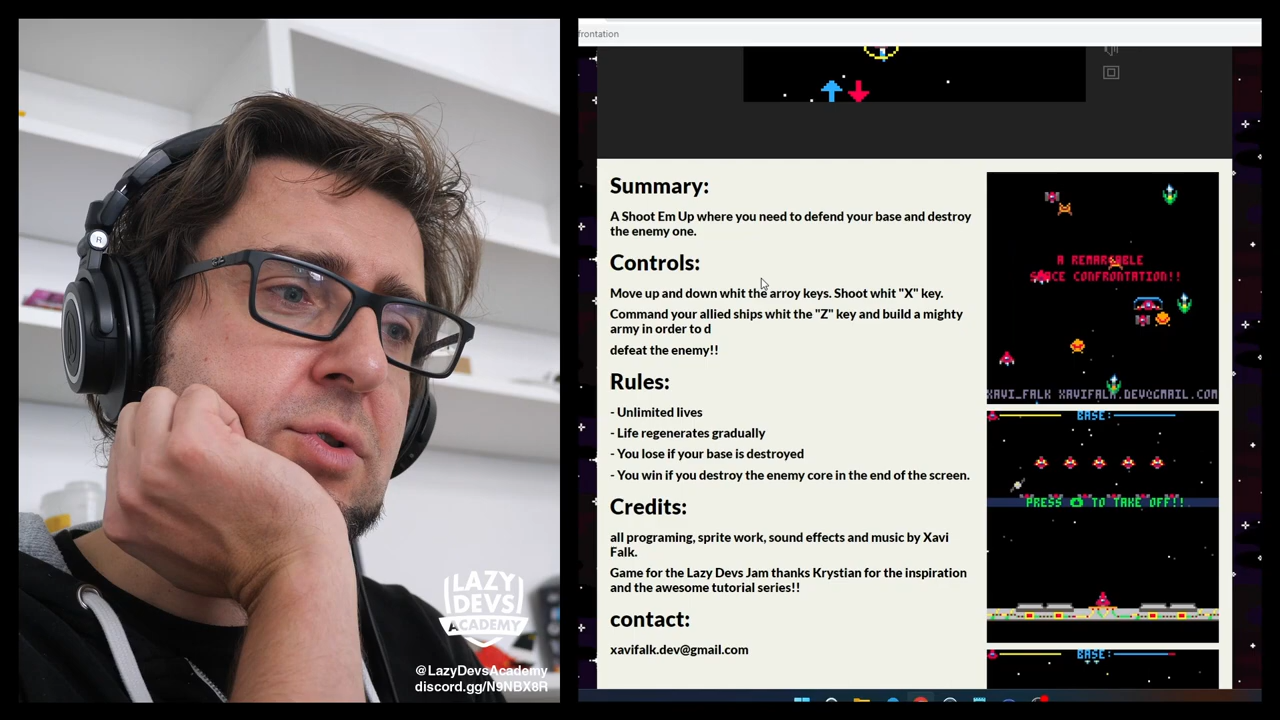 frontation
Summary:
A Shoot Em Up where you need to defend your base and destroy
the enemy one.
Controls:
Move up and down whit the arroy keys. Shoot whit "X" key.
Command your allied ships whit the "Z" key and build a mighty
army in order to d
defeat the enemy!!
Rules:
- Unlimited lives
- Life regenerates gradually
- You lose if your base is destroyed
- You win if you destroy the enemy core in the end of the screen.
Credits:
all programing, sprite work, sound effects and music by Xavi
Falk.
Game for the Lazy Devs Jam thanks Krystian for the inspiration
and the awesome tutorial series!!
contact:
xavifalk.dev@gmail.com
A REMARKABLE
SPACE CONFRONTATION!!
XAVI_FALK XAVIFALK.DEV@GMAIL.COM
BASE:
PRESS TO TAKE OFF!!
BASE:
R
LAZY
DEVS
ACADEMY
@LazyDevsAcademy
discord.gg/N9NBX8R